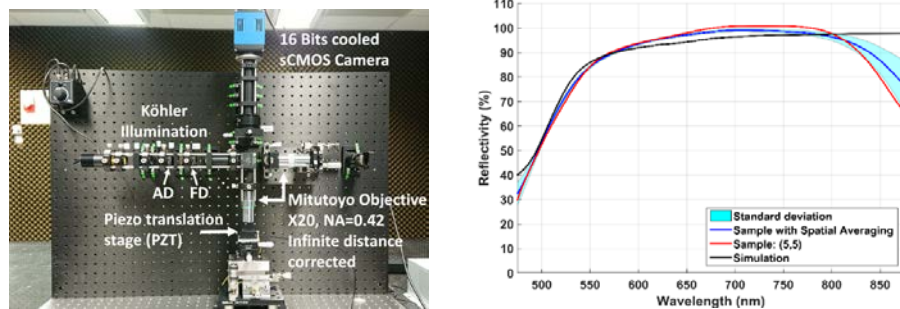 16 Bits cooled
sCMOS Camera
Köhler
Illumination
AD FD
Mitutoyo Objective
X20, NA=0.42
Infinite distance
corrected
Piezo translation
stage (PZT)
110
100
90
80
70
60
50
40
30
20
10
0
Reflectivity (%)
Standard deviation
Sample with Spatial Averaging
Sample: (5,5)
Simulation
500 550 600 650 700 750 800 850
Wavelength (nm)